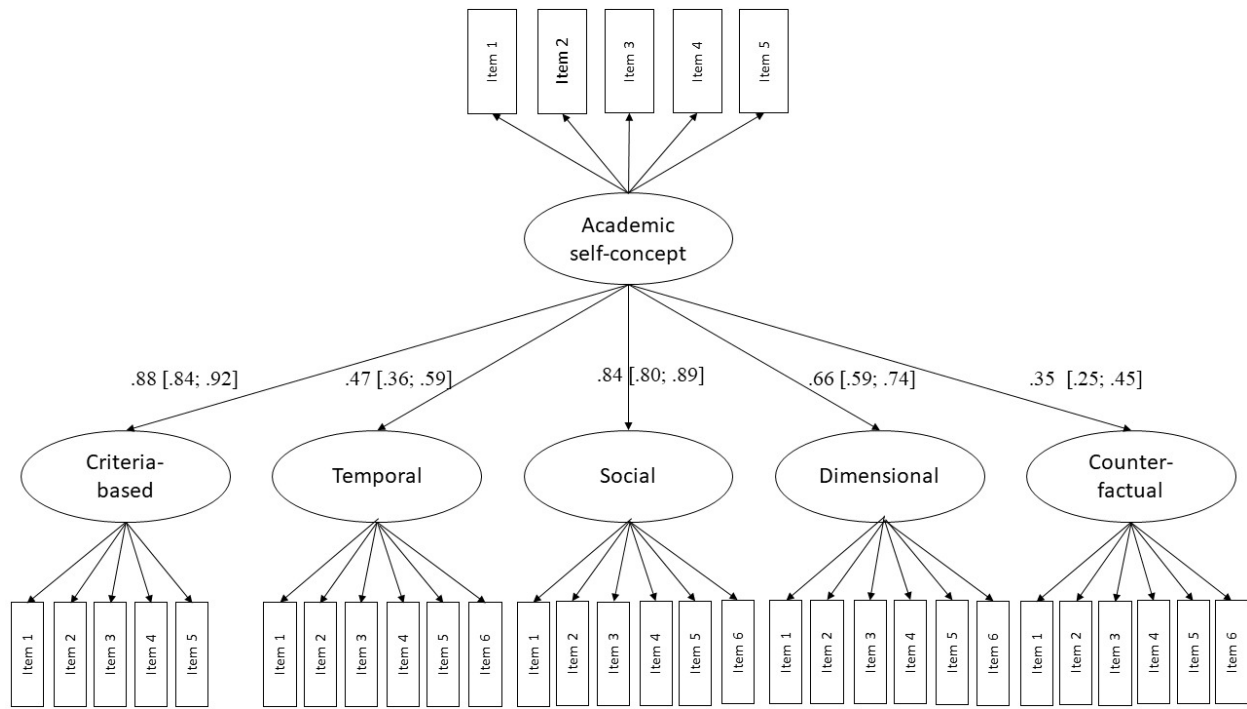 Item 1
Item 2
Item 3
Item 4
Item 5
Academic
self-concept
.88 [.84; .92]
.47 [.36; .59]
.84 [.80; .89]
.66 [.59; .74]
.35 [.25; .45]
Criteria-
based
Temporal
Social
Dimensional
Counter-
factual
Item 1
Item 2
Item 3
Item 4
Item 5
Item 1
Item 2
Item 3
Item 4
Item 5
Item 6
Item 1
Item 2
Item 3
Item 4
Item 5
Item 6
Item 1
Item 2
Item 3
Item 4
Item 5
Item 6
Item 1
Item 2
Item 3
Item 4
Item 5
Item 6